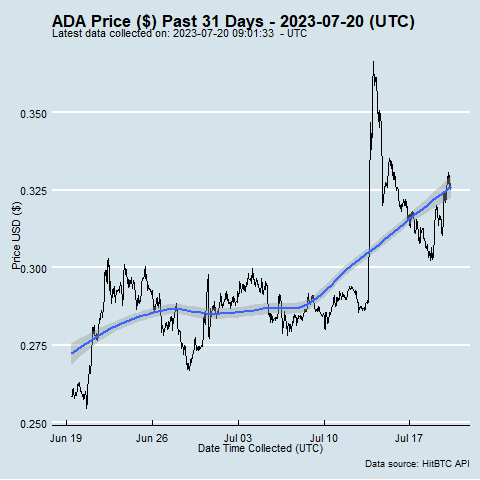 ADA Price ($) Past 31 Days - 2023-07-20 (UTC)
Latest data collected on: 2023-07-20 09:01:33  - UTC
0.350
0.325
0.300
0.275
0.250
Price USD ($)
Jun 19
Jun 26
Jul 03
Jul 10
Jul 17
Date Time Collected (UTC)
Data source: HitBTC API